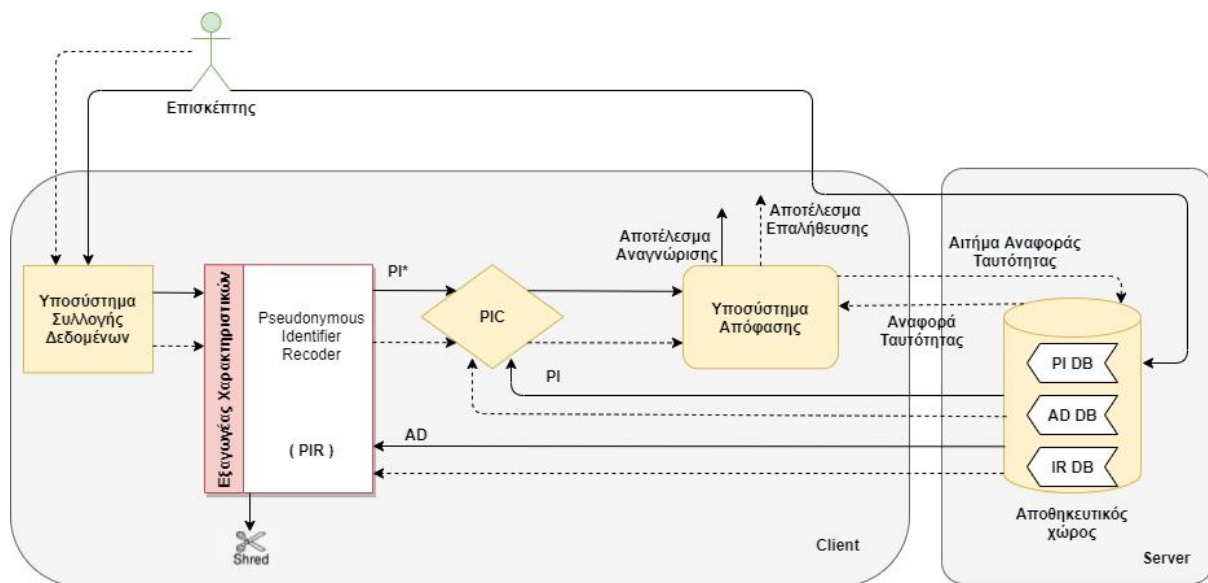 Επισκέπτης
Αποτέλεσμα
Επαλήθευσης
Αποτέλεσμα
Αναγνώρισης
Αιτήμα Αναφοράς
Ταυτότητας
Υποσύστημα
Συλλογής
Δεδομένων
Εξαγωγές Χαρακτηριστικών
PI*
Pseudonymous
Identifier
Recoder
( PIR )
PIC
Υποσύστημα
Απόφασης
Αναφορά
Ταυτότητας
PI
PI DB
AD DB
AD
IR DB
Αποθηκευτικός
χώρος
Shred
Client
Server